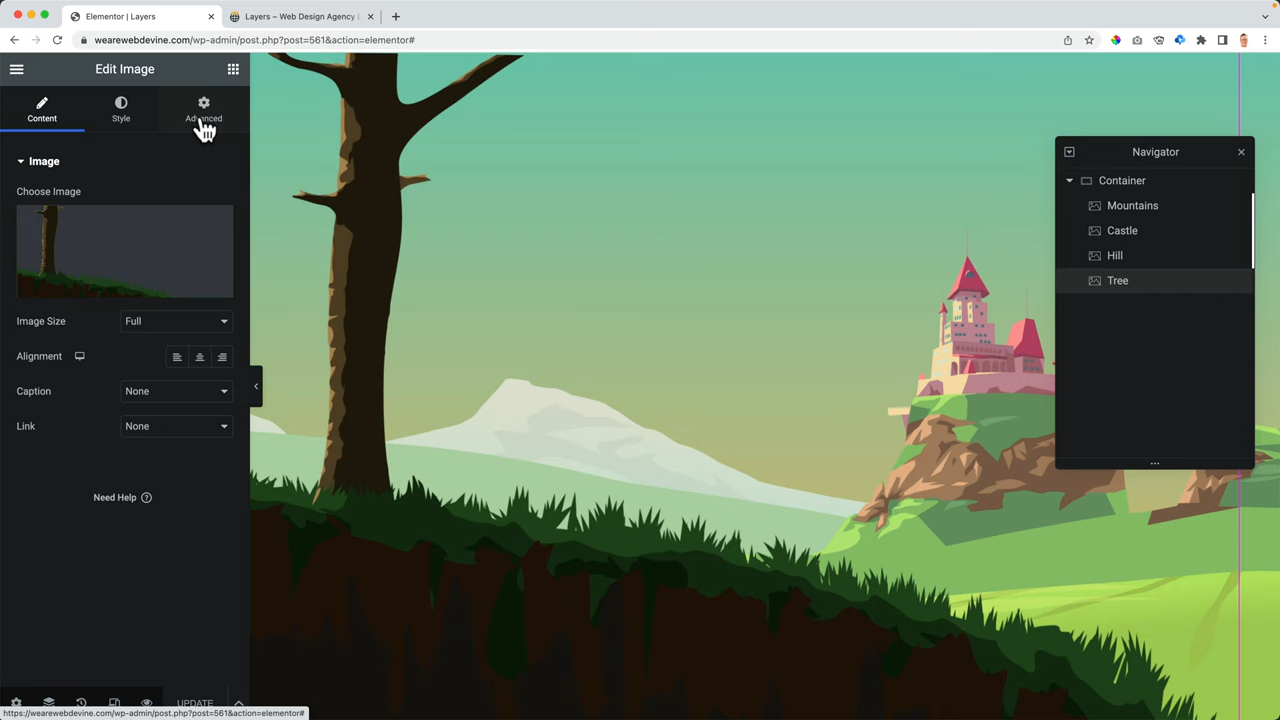 Elementor | Layers
Layers – Web Design Agency L
wearewebdevine.com/wp-admin/post.php?post=561&action=elementor#
Edit Image
Content
Style
Advanced
Image
Choose Image
Image Size
Full
Alignment
Caption
None
Link
None
Need Help
UPDATE
https://wearewebdevine.com/wp-admin/post.php?post=561&action=elementor#
Navigator
Container
Mountains
Castle
Hill
Tree